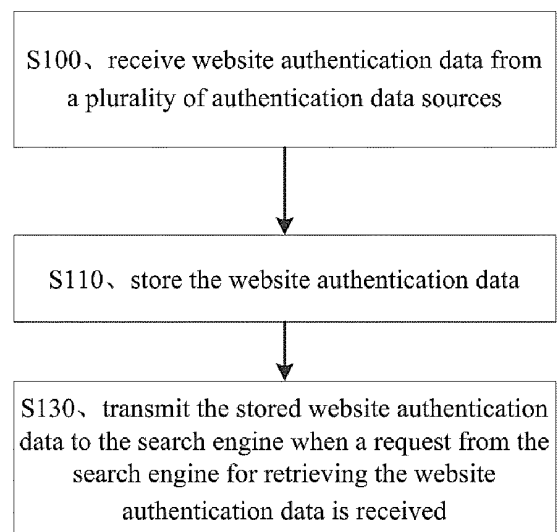 S100、receive website authentication data from
a plurality of authentication data sources
S110、store the website authentication data
S130、transmit the stored website authentication
data to the search engine when a request from the
search engine for retrieving the website
authentication data is received